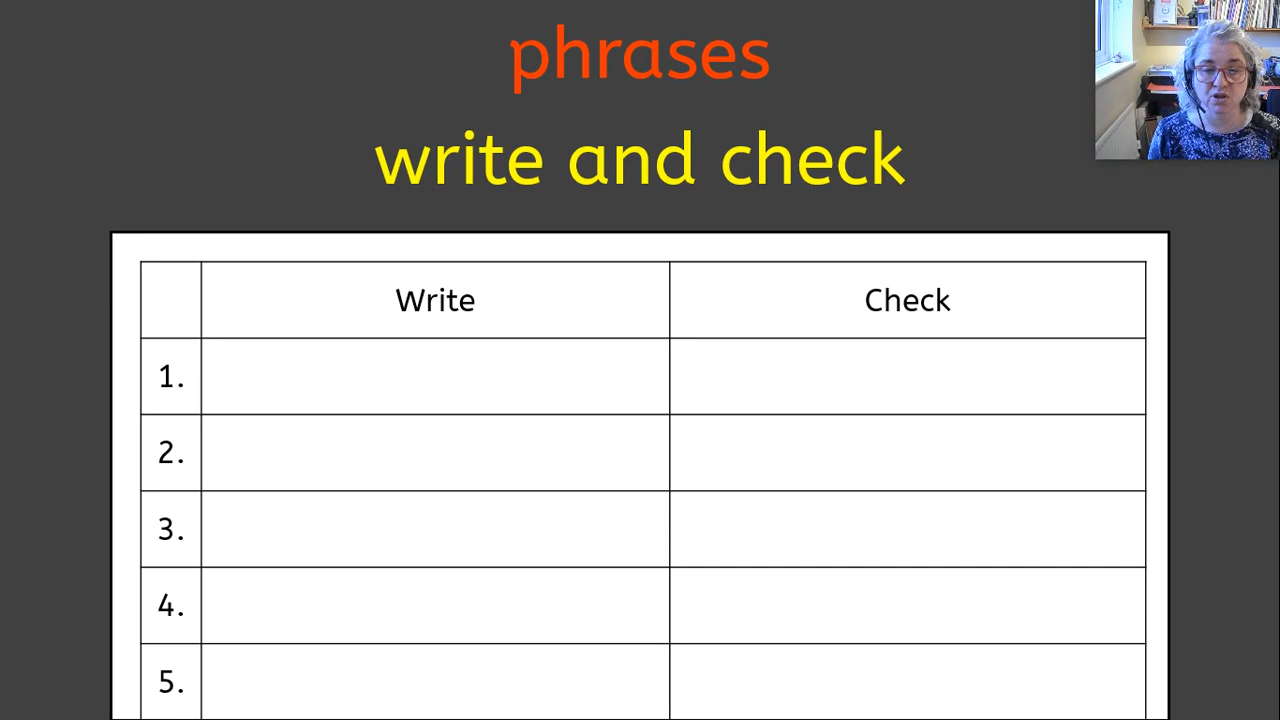 phrases
write and check
Write Check
1.
2.
3.
4.
5.